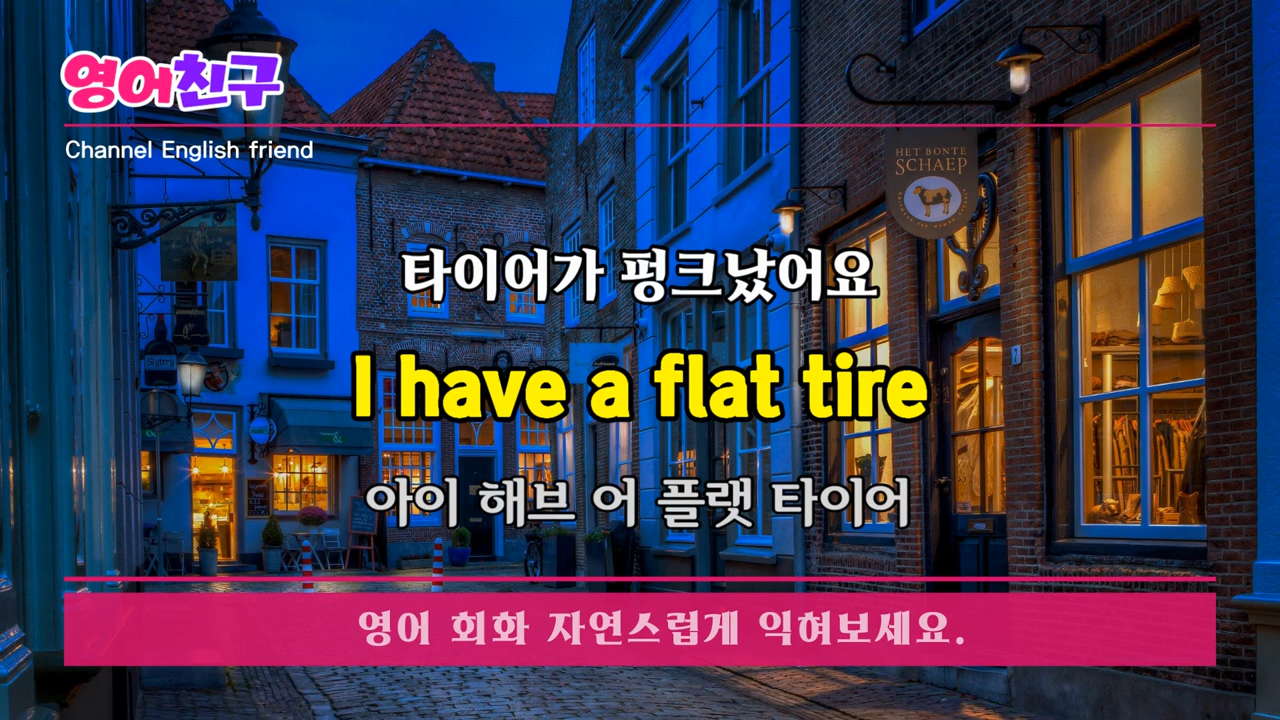 영어친구
Channel English friend
HET BONTE
SCHAEP
타이어가 펑크났어요
I have a flat tire
아이 해브 어 플랫 타이어
7
영어 회화 자연스럽게 익혀보세요.